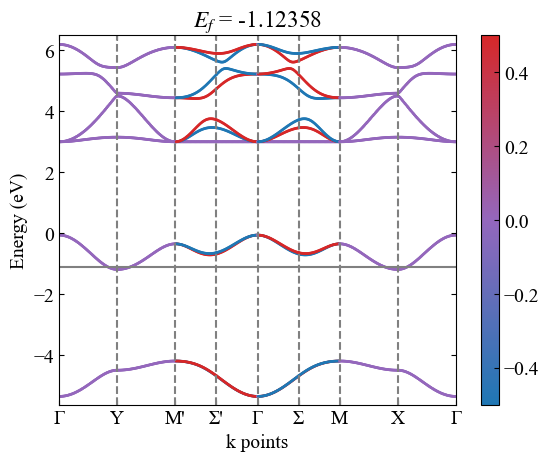 E_f = -1.12358
6
4
2
0
−2
−4
Energy (eV)
Γ Y M' Σ' Γ Σ M X Γ
k points
0.4
0.2
0.0
−0.2
−0.4